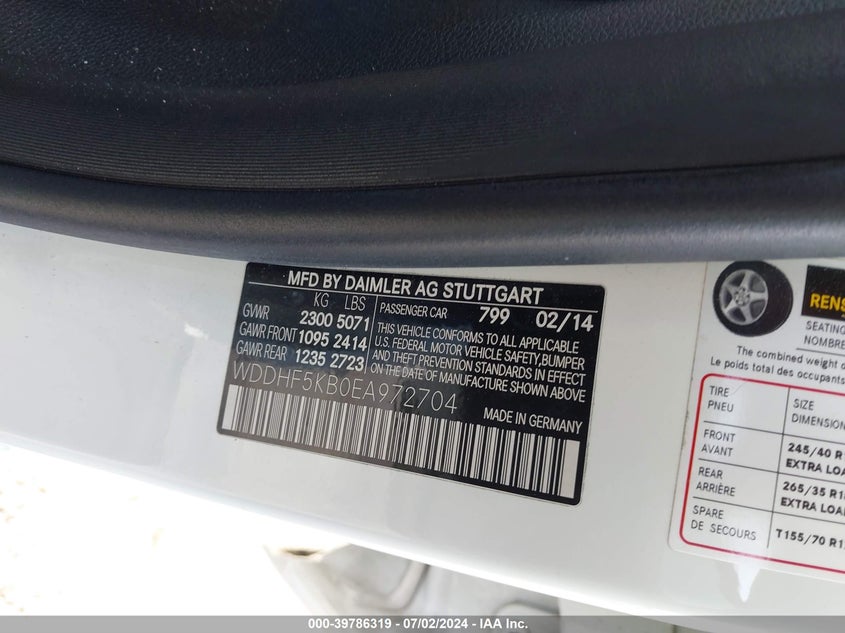 MFD BY DAIMLER AG STUTTGART
KG LBS
GVWR 2300 5071
GAWR FRONT 1095 2414
GAWR REAR 1235 2723
PASSENGER CAR 799 02/14
THIS VEHICLE CONFORMS TO ALL APPLICABLE
U.S. FEDERAL MOTOR VEHICLE SAFETY, BUMPER
AND THEFT PREVENTION STANDARDS IN EFFECT
ON THE DATE OF MANUFACTURE SHOWN ABOVE
WDDHF5KB0EA972704
MADE IN GERMANY
RENS
SEATING
NOMBRE
The combined weight of
Le poids total des occupants
TIRE
PNEU
SIZE
DIMENSION
FRONT
AVANT
245/40 R
EXTRA LOA
REAR
ARRIÈRE
265/35 R18
EXTRA LOA
SPARE
DE SECOURS
T155/70 R1
000-39786319 / 07/02/2024 - IAA Inc.